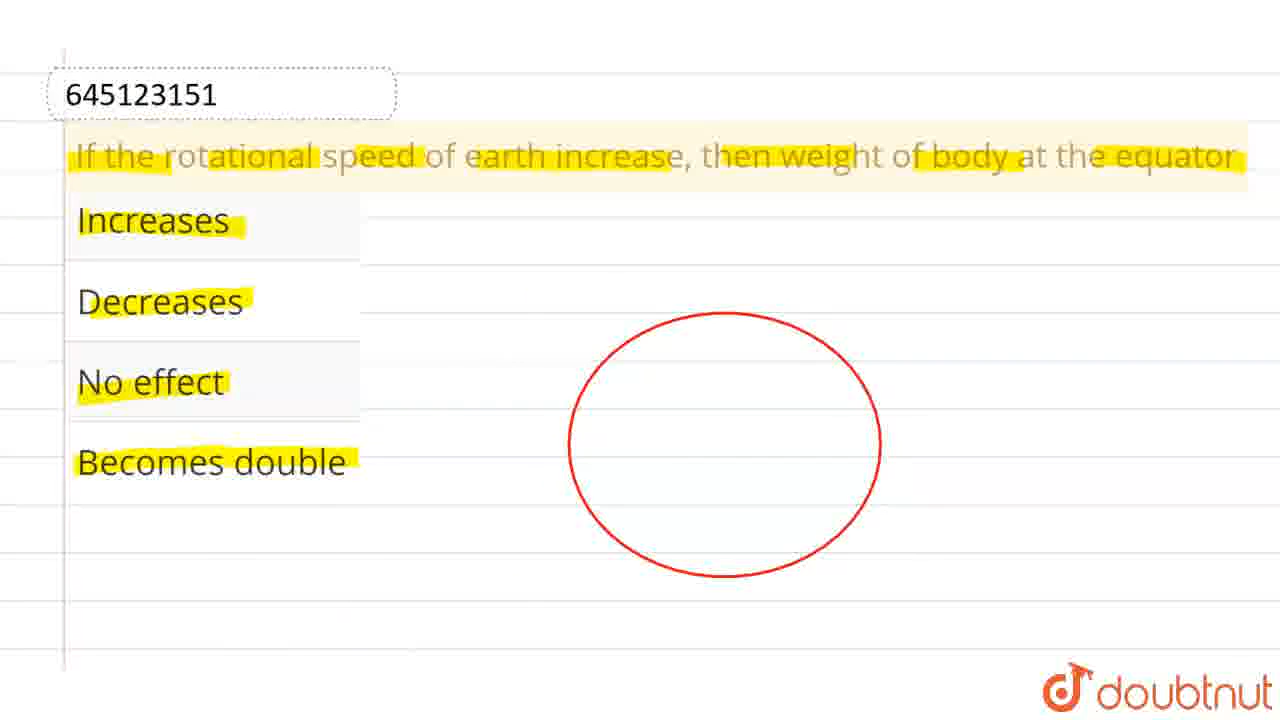 645123151
If the rotational speed of earth increase, then weight of body at the equator
Increases
Decreases
No effect
Becomes double
doubtnut